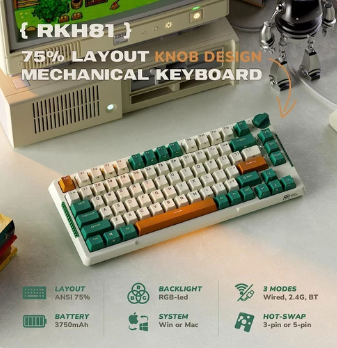 { RKH81 }
75% LAYOUT KNOB DESIGN
MECHANICAL KEYBOARD
LAYOUT
ANSI 75%
BACKLIGHT
RGB-led
3 MODES
Wired, 2.4G, BT
BATTERY
3750mAh
SYSTEM
Win or Mac
HOT-SWAP
3-pin or 5-pin